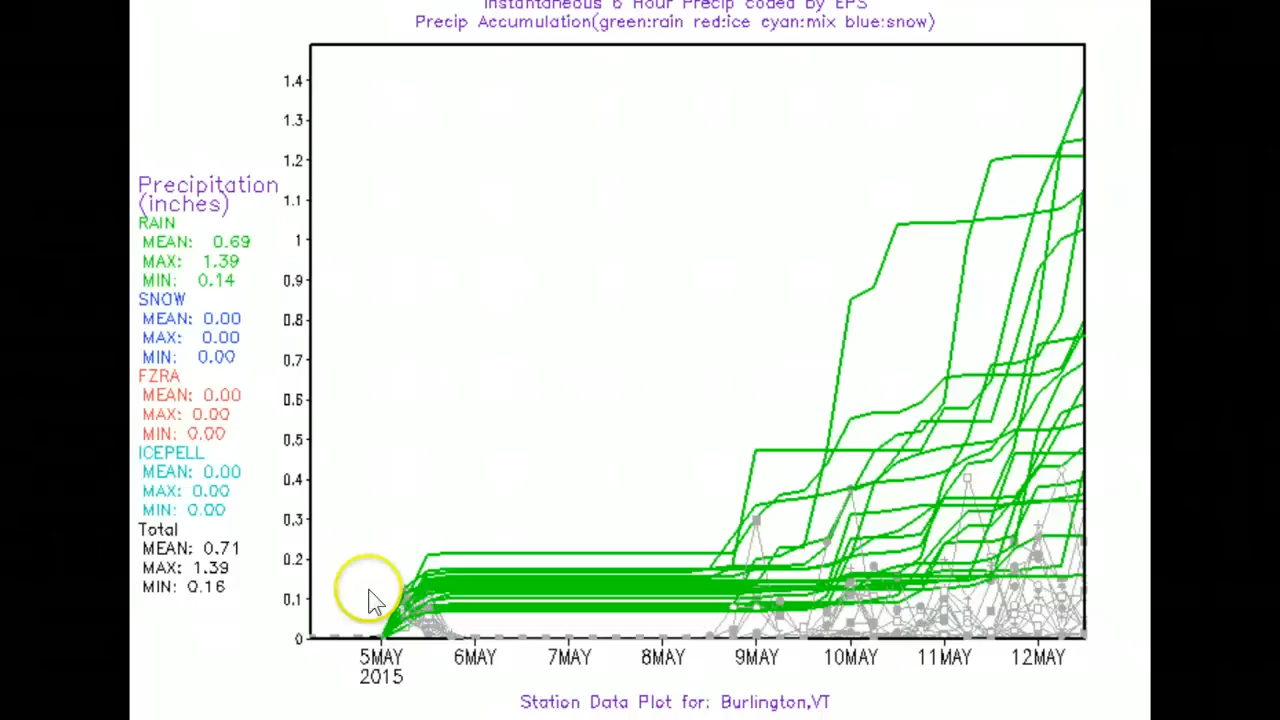 Instantaneous 6 Hour Precip coded by EPS
Precip Accumulation(green:rain red:ice cyan:mix blue:snow)
Precipitation
(inches)
RAIN
MEAN: 0.69
MAX: 1.39
MIN: 0.14
SNOW
MEAN: 0.00
MAX: 0.00
MIN: 0.00
FZRA
MEAN: 0.00
MAX: 0.00
MIN: 0.00
ICEPELL
MEAN: 0.00
MAX: 0.00
MIN: 0.00
Total
MEAN: 0.71
MAX: 1.39
MIN: 0.16
1.4
1.3
1.2
1.1
1
0.9
0.8
0.7
0.6
0.5
0.4
0.3
0.2
0.1
0
5MAY 6MAY 7MAY 8MAY 9MAY 10MAY 11MAY 12MAY
2015
Station Data Plot for: Burlington,VT